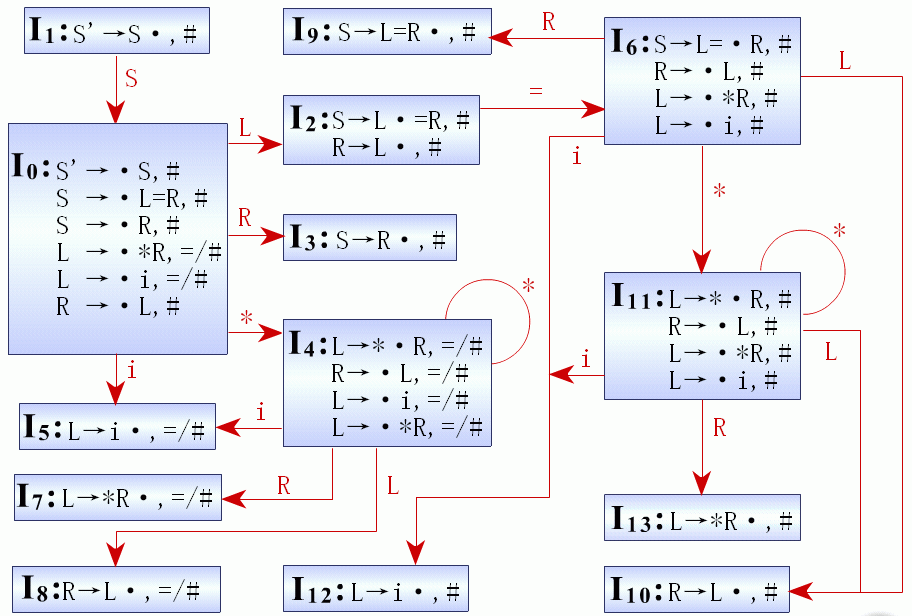 I1:S'→S·,#
S
I0:S'→·S,#
S→·L=R,#
S→·R,#
L→·*R,=/#
L→·i,=/#
R→·L,#
L
R
*
i
I9:S→L=R·,#
R
I2:S→L·=R,#
R→L·,#
=
I3:S→R·,#
I6:S→L=·R,#
R→·L,#
L→·*R,#
L→·i,#
L
i
*
I4:L→*·R,=/#
R→·L,=/#
L→·i,=/#
L→·*R,=/#
*
i
R
L
I5:L→i·,=/#
I7:L→*R·,=/#
I8:R→L·,=/#
I11:L→*·R,#
R→·L,#
L→·*R,#
L→·i,#
*
L
i
R
I13:L→*R·,#
I12:L→i·,#
I10:R→L·,#